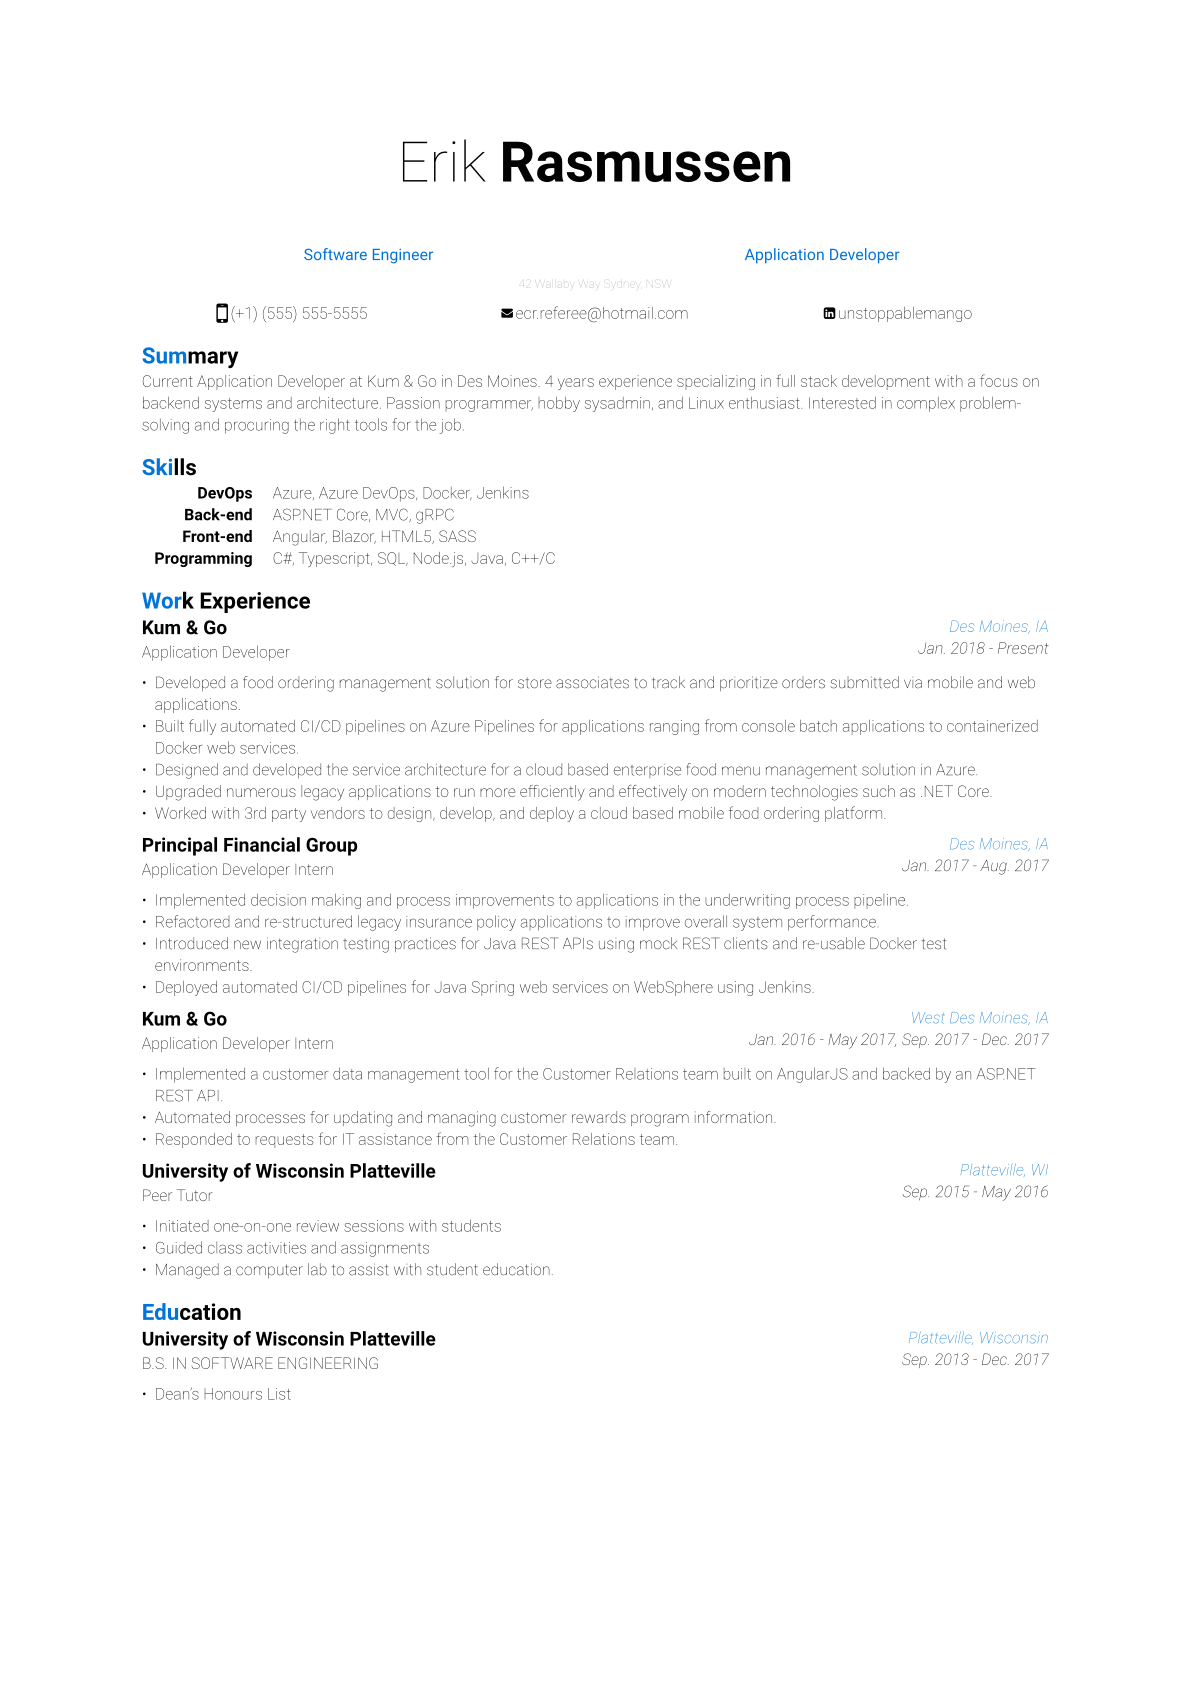 Erik Rasmussen
Software Engineer Application Developer
42 Wallaby Way Sydney, NSW
(+1) (555) 555-5555 ecr.referee@hotmail.com unstoppablemango
Summary
Current Application Developer at Kum & Go in Des Moines. 4 years experience specializing in full stack development with a focus on
backend systems and architecture. Passion programmer, hobby sysadmin, and Linux enthusiast. Interested in complex problem-
solving and procuring the right tools for the job.
Skills
DevOps Azure, Azure DevOps, Docker, Jenkins
Back-end ASP.NET Core, MVC, gRPC
Front-end Angular, Blazor, HTML5, SASS
Programming C#, Typescript, SQL, Node.js, Java, C++/C
Work Experience
Kum & Go Des Moines, IA
Application Developer Jan. 2018 - Present
• Developed a food ordering management solution for store associates to track and prioritize orders submitted via mobile and web
applications.
• Built fully automated CI/CD pipelines on Azure Pipelines for applications ranging from console batch applications to containerized
Docker web services.
• Designed and developed the service architecture for a cloud based enterprise food menu management solution in Azure.
• Upgraded numerous legacy applications to run more efficiently and effectively on modern technologies such as .NET Core.
• Worked with 3rd party vendors to design, develop, and deploy a cloud based mobile food ordering platform.
Principal Financial Group Des Moines, IA
Application Developer Intern Jan. 2017 - Aug. 2017
• Implemented decision making and process improvements to applications in the underwriting process pipeline.
• Refactored and re-structured legacy insurance policy applications to improve overall system performance.
• Introduced new integration testing practices for Java REST APIs using mock REST clients and re-usable Docker test
environments.
• Deployed automated CI/CD pipelines for Java Spring web services on WebSphere using Jenkins.
Kum & Go West Des Moines, IA
Application Developer Intern Jan. 2016 - May 2017, Sep. 2017 - Dec. 2017
• Implemented a customer data management tool for the Customer Relations team built on AngularJS and backed by an ASP.NET
REST API.
• Automated processes for updating and managing customer rewards program information.
• Responded to requests for IT assistance from the Customer Relations team.
University of Wisconsin Platteville Platteville, WI
Peer Tutor Sep. 2015 - May 2016
• Initiated one-on-one review sessions with students
• Guided class activities and assignments
• Managed a computer lab to assist with student education.
Education
University of Wisconsin Platteville Platteville, Wisconsin
B.S. IN SOFTWARE ENGINEERING Sep. 2013 - Dec. 2017
• Dean's Honours List